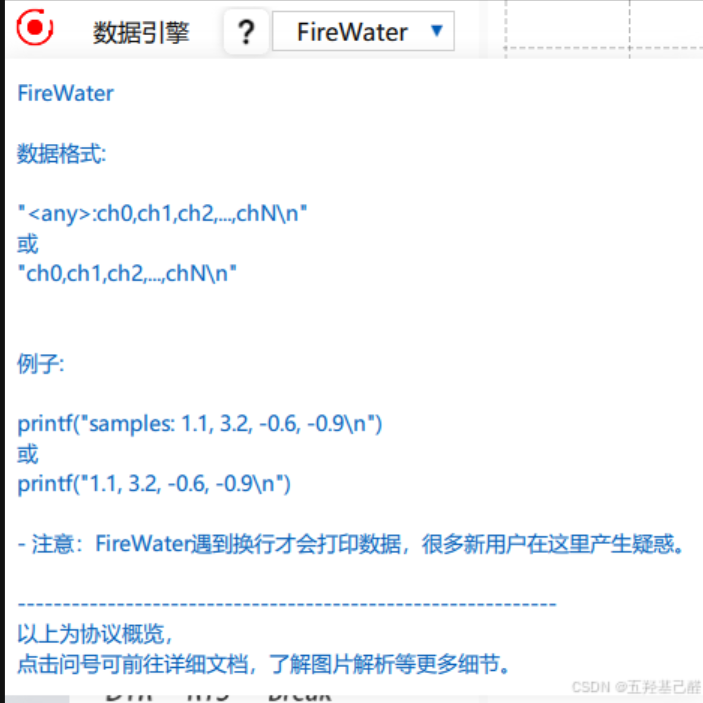 数据引擎 ? FireWater
FireWater
数据格式:
"<any>:ch0,ch1,ch2,...,chN\n"
或
"ch0,ch1,ch2,...,chN\n"
例子:
printf("samples: 1.1, 3.2, -0.6, -0.9\n")
或
printf("1.1, 3.2, -0.6, -0.9\n")
- 注意：FireWater遇到换行才会打印数据，很多新用户在这里产生疑惑。
------------------------------------------------------------
以上为协议概览，
点击问号可前往详细文档，了解图片解析等更多细节。
CSDN @五羟基己醛